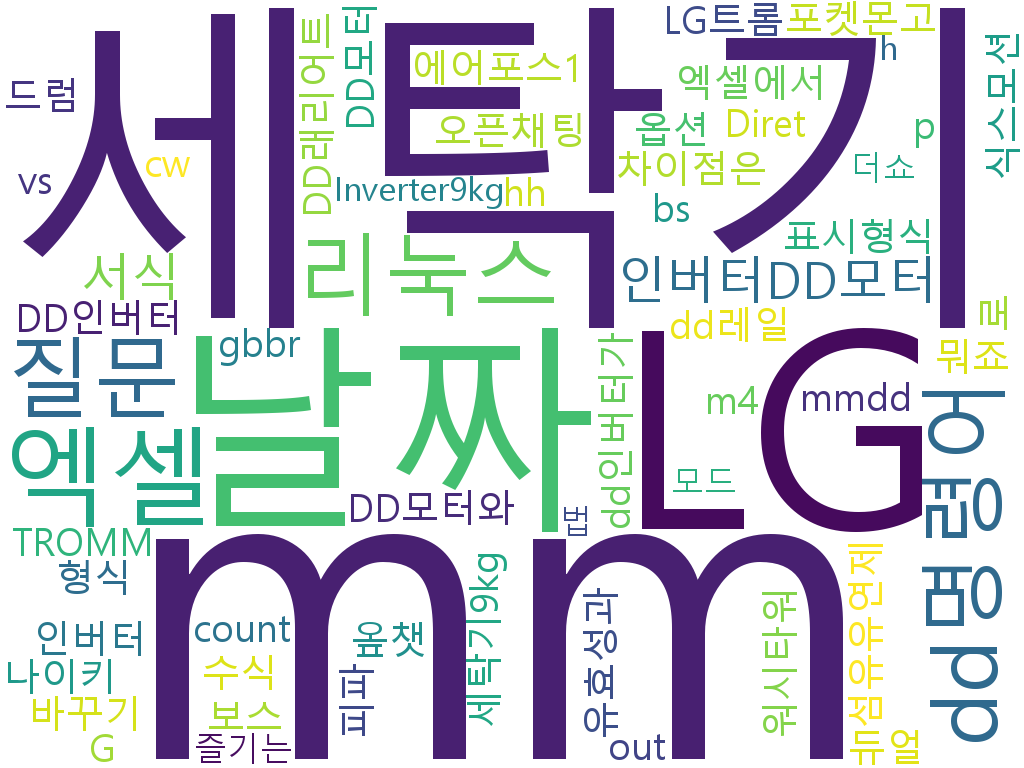 세탁기
LG트롬
포켓몬고
h
식스모션
드럼
cw
vs
DD래리어트
DD모터
에어포스1
오픈채팅
Inverter9kg
hh
엑셀에서
옵션
Diret
p
차이점은
더쇼
bs
표시형식
서식
리눅스
인버터DD모터
DD인버터
gbbr
dd레일
로
뭐죠
질문
날짜
LG
엑셀
dd인버터가
m4
mmdd
모드
dd명령어
DD모터와
법
TROMM
형식
mm
인버터
count
옾챗
세탁기9kg
유효성과
워시타워
섬유유연제
나이키
수식
피파
바꾸기
보스
G
즐기는
out
듀얼